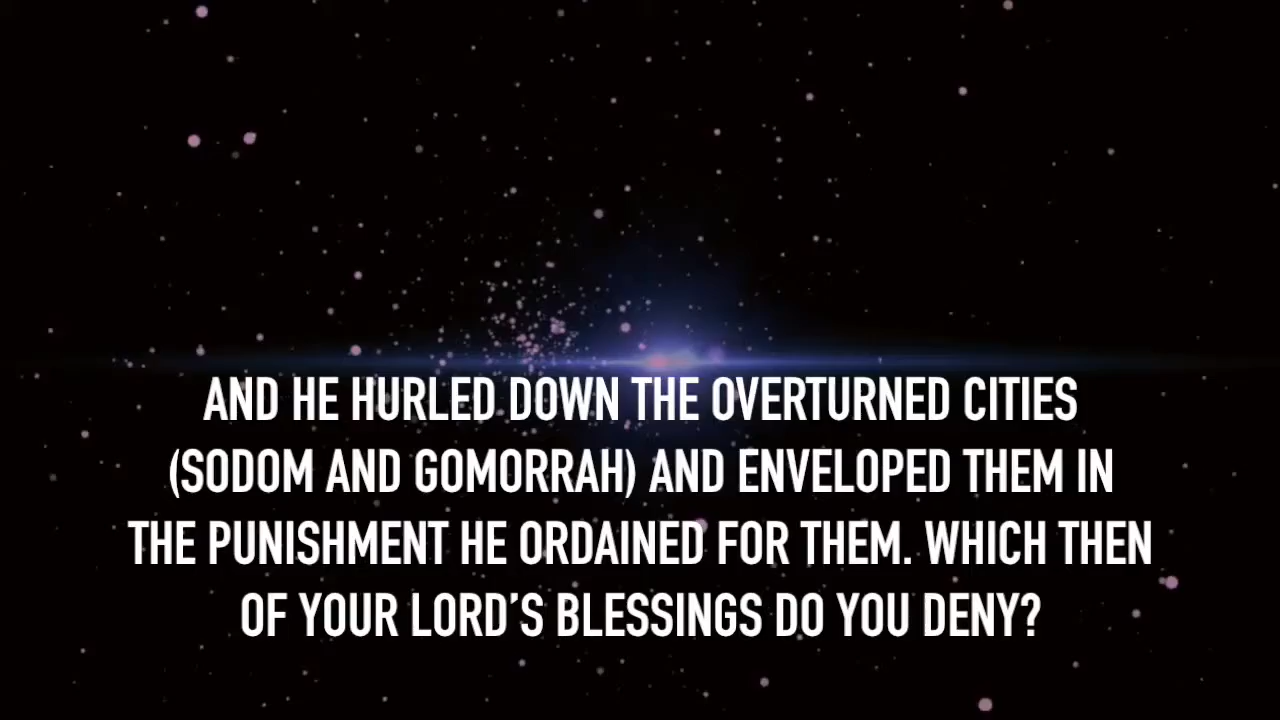 AND HE HURLED DOWN THE OVERTURNED CITIES
(SODOM AND GOMORRAH) AND ENVELOPED THEM IN
THE PUNISHMENT HE ORDAINED FOR THEM. WHICH THEN
OF YOUR LORD’S BLESSINGS DO YOU DENY?